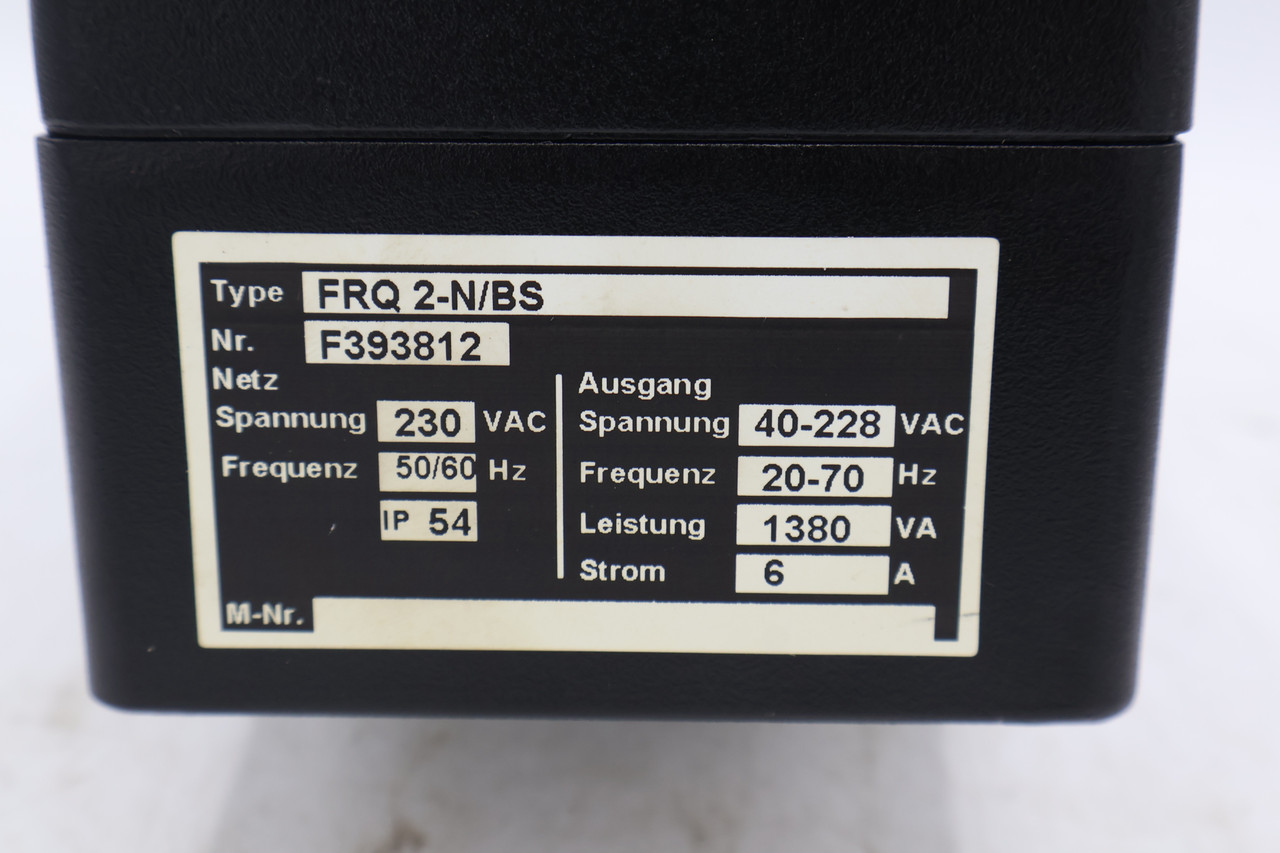 Type FRQ 2-N/BS
Nr. F393812
Netz
Spannung 230 VAC
Frequenz 50/60 Hz
IP 54
Ausgang
Spannung 40-228 VAC
Frequenz 20-70 Hz
Leistung 1380 VA
Strom 6 A
M-Nr.